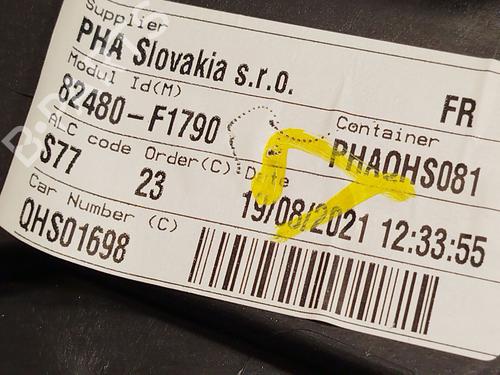 Supplier
PHA Slovakia s.r.o.
FR
Modul Id(M)
82480-F1790
Container
PHAQHS081
ALC code Order(C) Date
S77 23 19/08/2021 12:33:55
Car Number (C)
QHS01698
B-PARTS